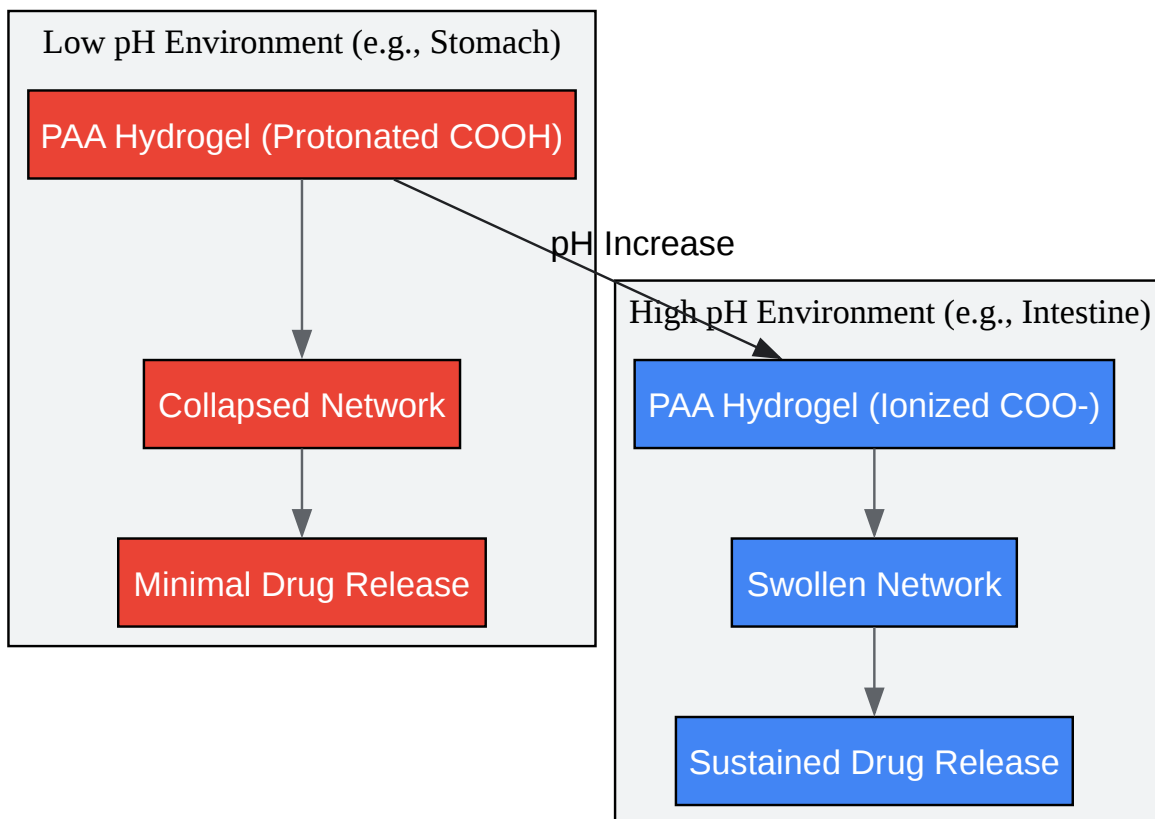 Low pH Environment (e.g., Stomach)
PAA Hydrogel (Protonated COOH)
Collapsed Network
Minimal Drug Release
pH Increase
High pH Environment (e.g., Intestine)
PAA Hydrogel (Ionized COO-)
Swollen Network
Sustained Drug Release